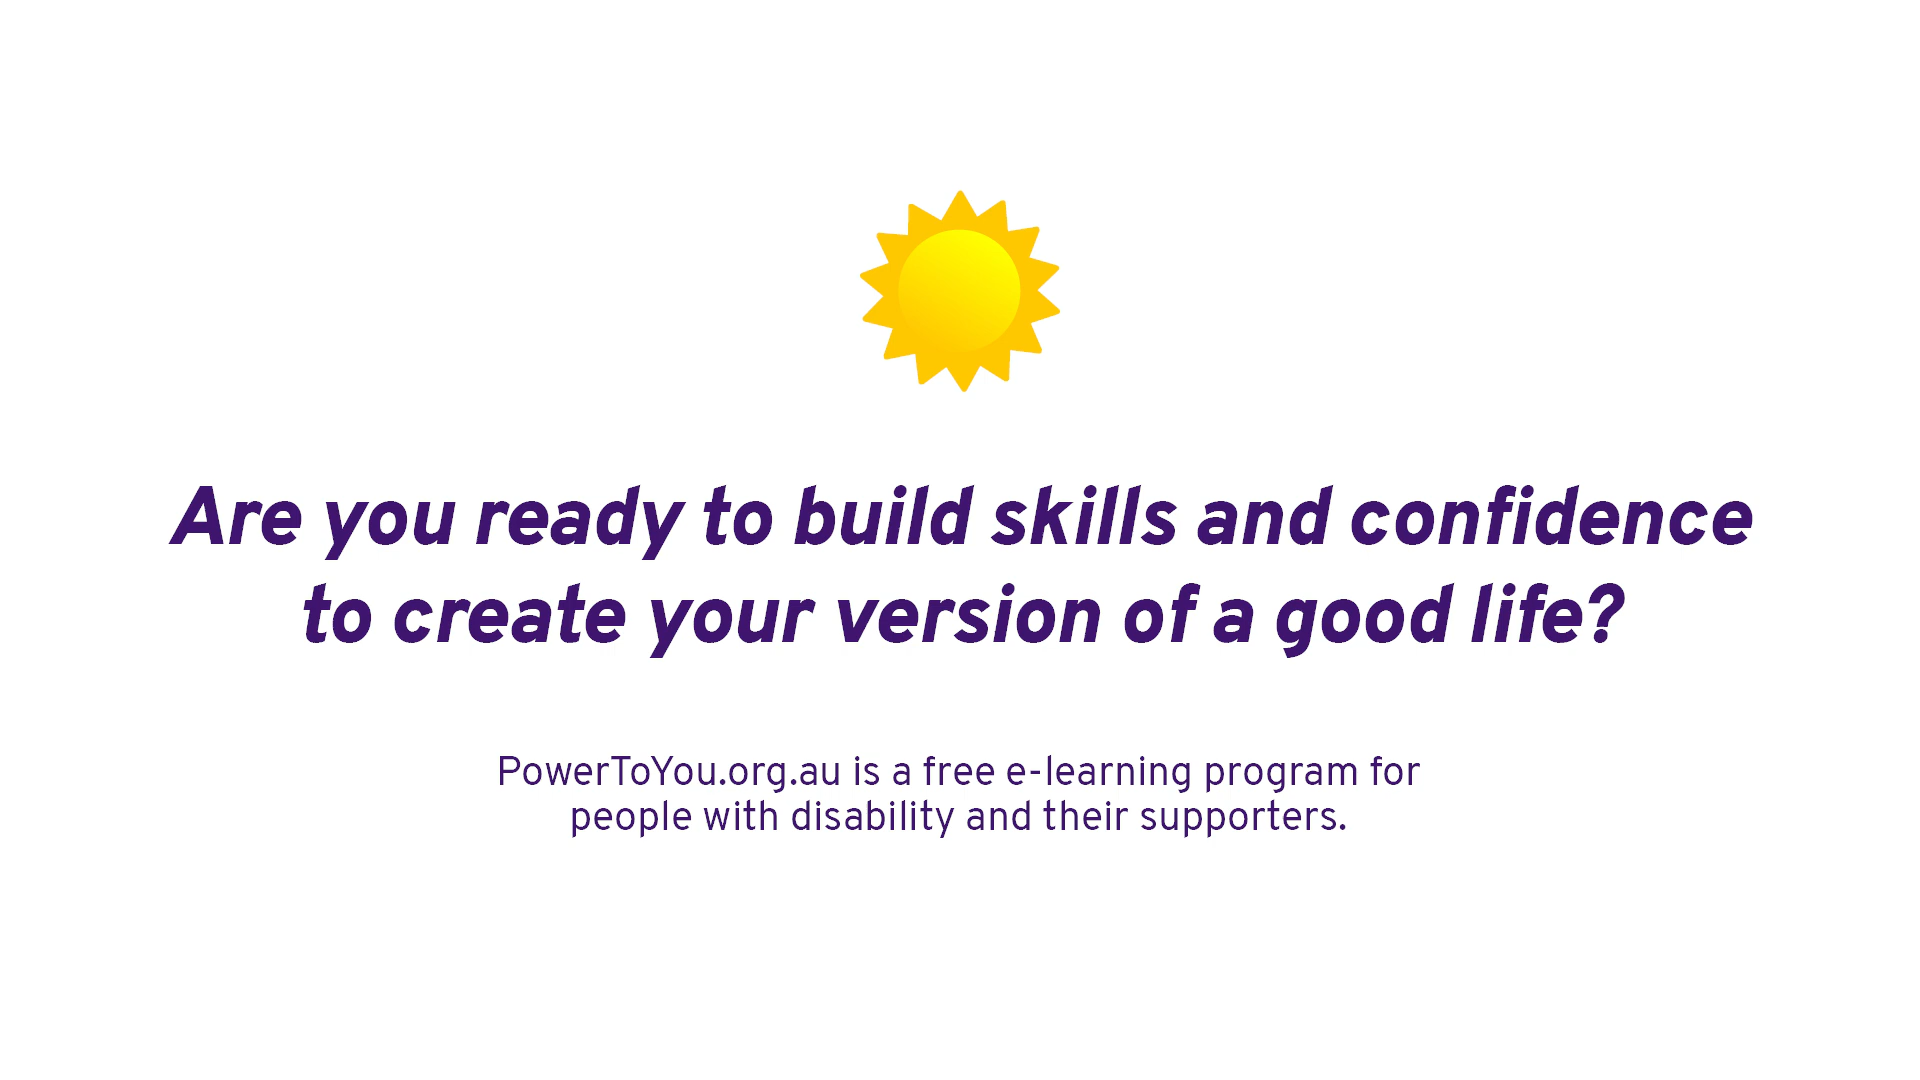 Are you ready to build skills and confidence
to create your version of a good life?
PowerToYou.org.au is a free e-learning program for
people with disability and their supporters.